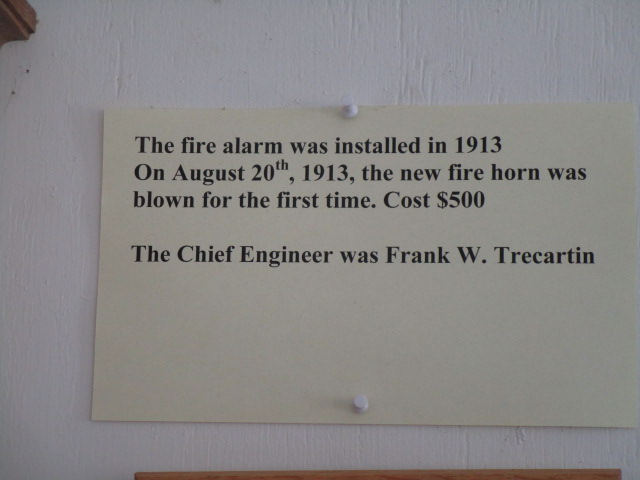 The fire alarm was installed in 1913
On August 20th, 1913, the new fire horn was
blown for the first time. Cost $500
The Chief Engineer was Frank W. Trecartin